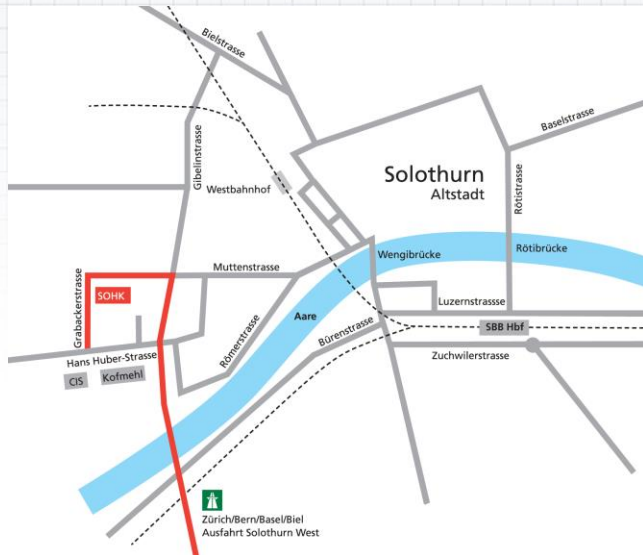 Bielstrasse
Baselstrasse
Gibelinstrasse
Westbahnhof
Solothurn
Altstadt
Rötistrasse
Wengibrücke
Rötibrücke
Muttenstrasse
Grabackerstrasse
SOHK
Luzernstrassse
Aare
SBB Hbf
Römerstrasse
Bürenstrasse
Zuchwilerstrasse
Hans Huber-Strasse
CIS
Kofmehl
Zürich/Bern/Basel/Biel
Ausfahrt Solothurn West